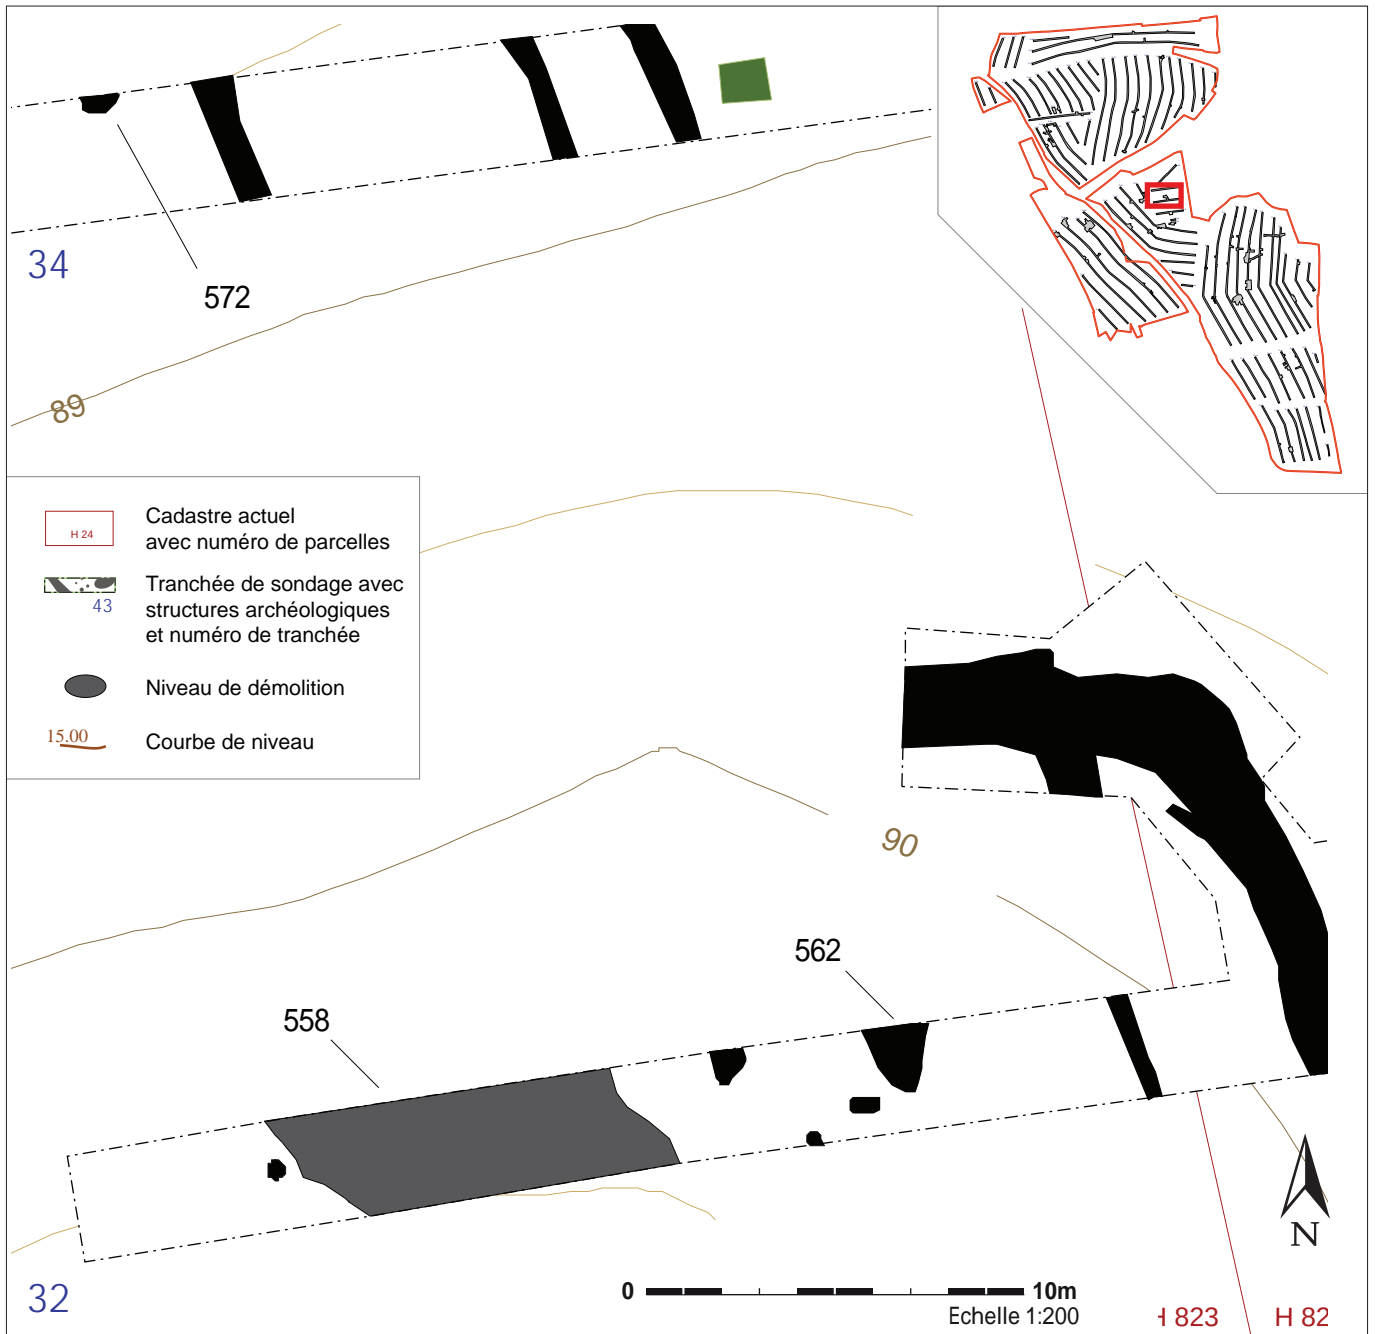 34
572
89
H 24
Cadastre actuel
avec numéro de parcelles
43
Tranchée de sondage avec
structures archéologiques
et numéro de tranchée
Niveau de démolition
15.00
Courbe de niveau
90
562
558
N
32
0
10m
Echelle 1:200
H 823
H 82